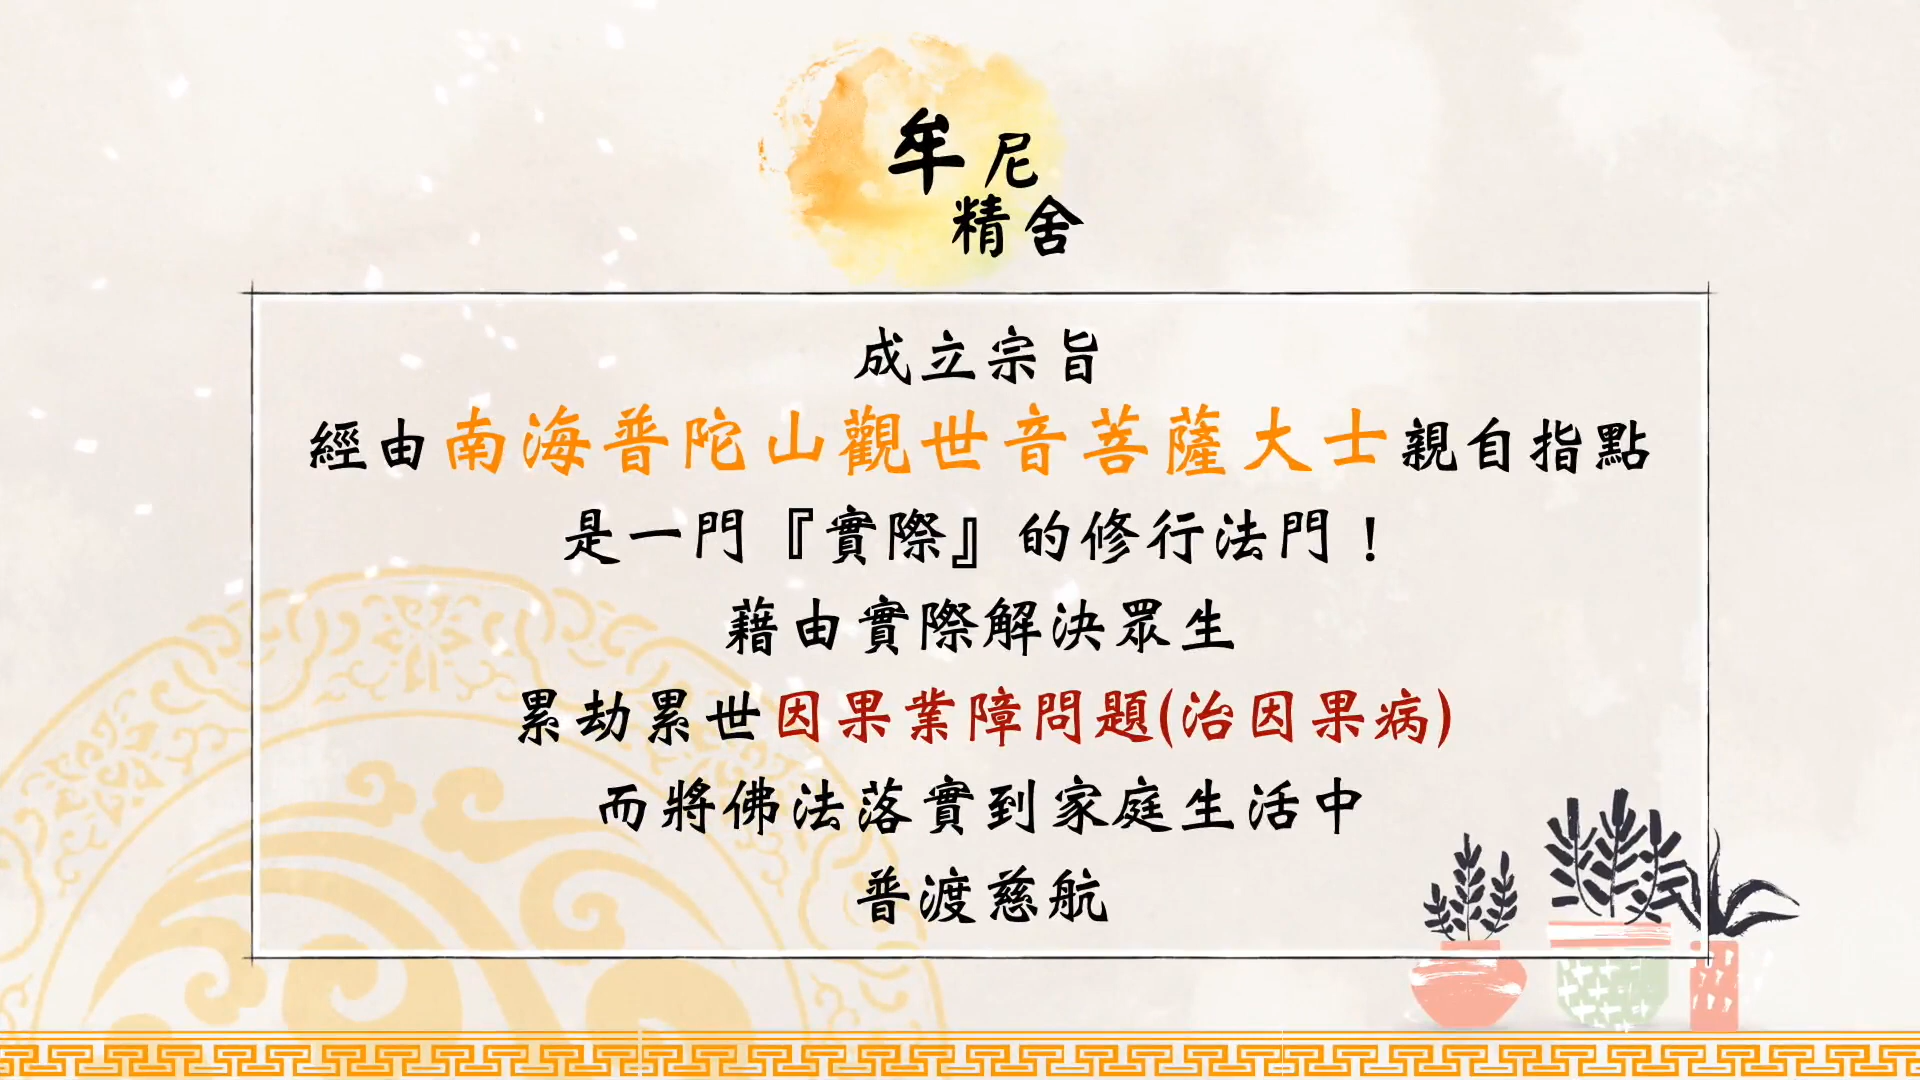 牟尼
精舍
成立宗旨
經由南海普陀山觀世音菩薩大士親自指點
是一門『實際』的修行法門！
藉由實際解決眾生
累劫累世因果業障問題(治因果病)
而將佛法落實到家庭生活中
普渡慈航